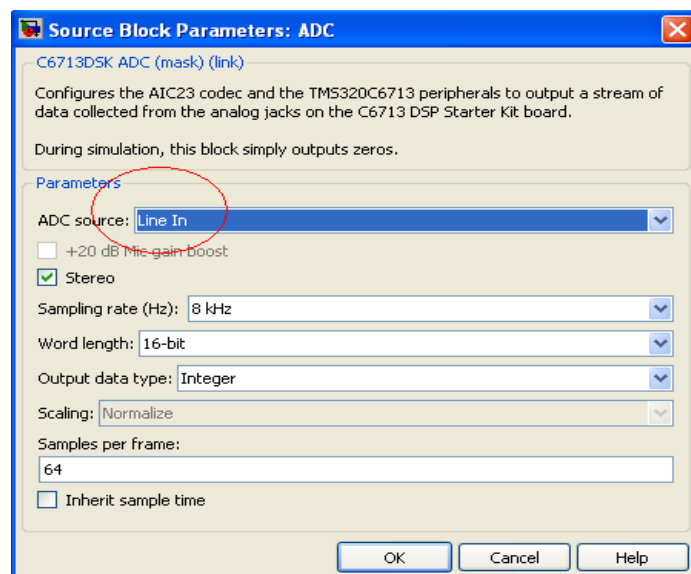 Source Block Parameters: ADC
C6713DSK ADC (mask) (link)
Configures the AIC23 codec and the TMS320C6713 peripherals to output a stream of
data collected from the analog jacks on the C6713 DSP Starter Kit board.
During simulation, this block simply outputs zeros.
Parameters
ADC source: Line In
+20 dB Mic gain boost
Stereo
Sampling rate (Hz): 8 kHz
Word length: 16-bit
Output data type: Integer
Scaling: Normalize
Samples per frame:
64
Inherit sample time
OK Cancel Help